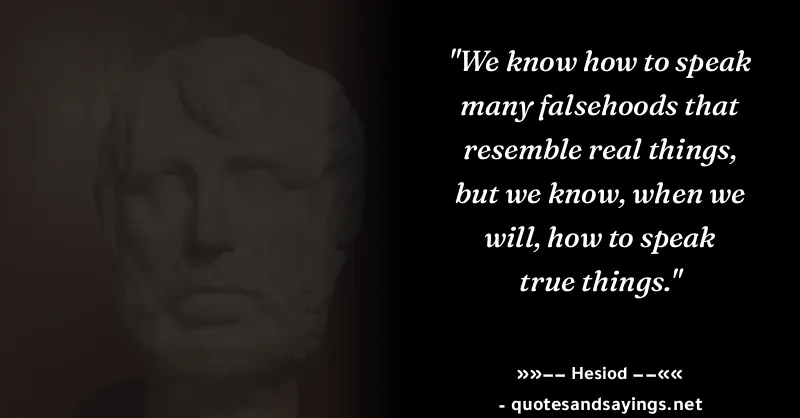 "We know how to speak
many falsehoods that
resemble real things,
but we know, when we
will, how to speak
true things."
»»−− Hesiod −−««
- quotesandsayings.net